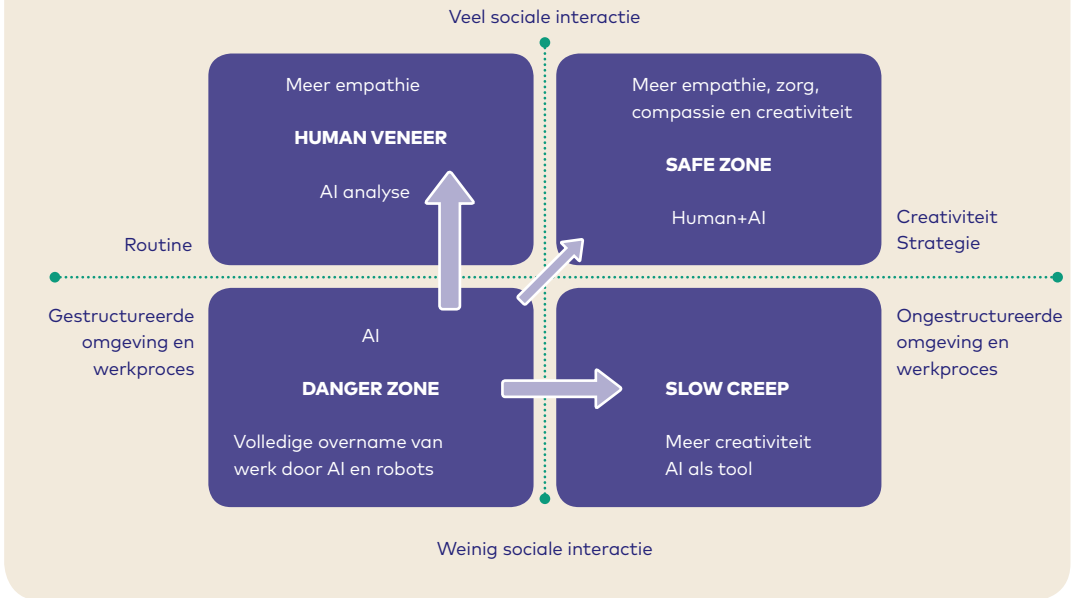 Veel sociale interactie
Meer empathie
HUMAN VENEER
AI analyse
Meer empathie, zorg,
compassie en creativiteit
SAFE ZONE
Human+AI
Routine
Creativiteit
Strategie
Gestructureerde
omgeving en
werkproces
Ongestructureerde
omgeving en
werkproces
AI
DANGER ZONE
Volledige overname van
werk door AI en robots
SLOW CREEP
Meer creativiteit
AI als tool
Weinig sociale interactie